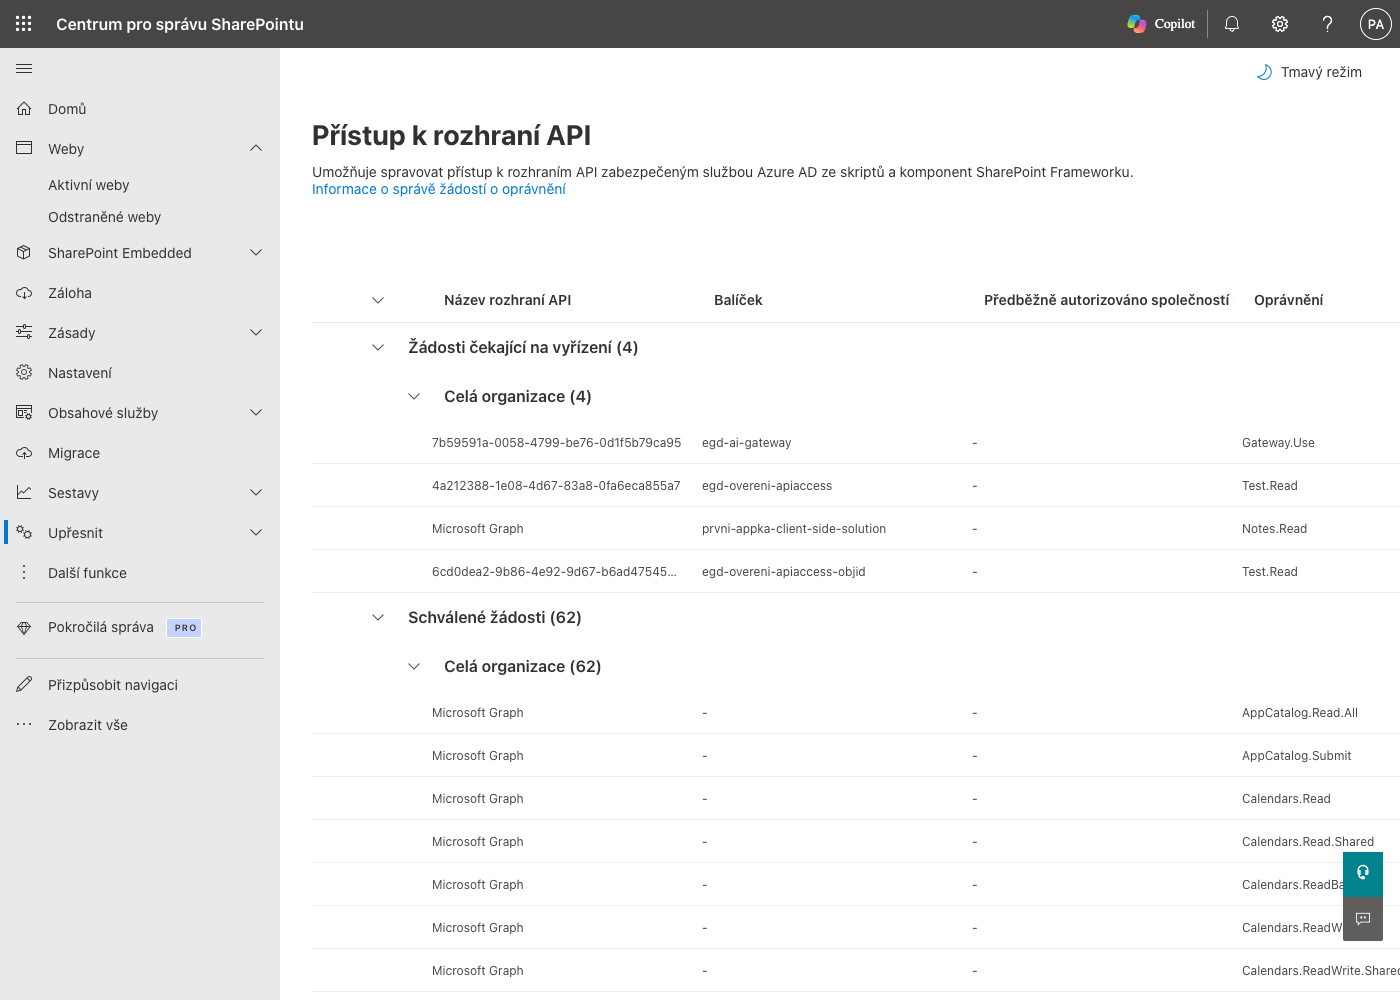 Centrum pro správu SharePointu
Copilot
PA
Tmavý režim
Domů
Weby
Aktivní weby
Odstraněné weby
SharePoint Embedded
Záloha
Zásady
Nastavení
Obsahové služby
Migrace
Sestavy
Upřesnit
Další funkce
Pokročilá správa PRO
Přizpůsobit navigaci
Zobrazit vše
Přístup k rozhraní API
Umožňuje spravovat přístup k rozhraním API zabezpečeným službou Azure AD ze skriptů a komponent SharePoint Frameworku.
Informace o správě žádostí o oprávnění
Název rozhraní API Balíček Předběžně autorizováno společností Oprávnění
Žádosti čekající na vyřízení (4)
Celá organizace (4)
7b59591a-0058-4799-be76-0d1f5b79ca95 egd-ai-gateway - Gateway.Use
4a212388-1e08-4d67-83a8-0fa6eca855a7 egd-overeni-apiaccess - Test.Read
Microsoft Graph prvni-appka-client-side-solution - Notes.Read
6cd0dea2-9b86-4e92-9d67-b6ad47545... egd-overeni-apiaccess-objid - Test.Read
Schválené žádosti (62)
Celá organizace (62)
Microsoft Graph - - AppCatalog.Read.All
Microsoft Graph - - AppCatalog.Submit
Microsoft Graph - - Calendars.Read
Microsoft Graph - - Calendars.Read.Shared
Microsoft Graph - - Calendars.ReadBa
Microsoft Graph - - Calendars.ReadW
Microsoft Graph - - Calendars.ReadWrite.Shared